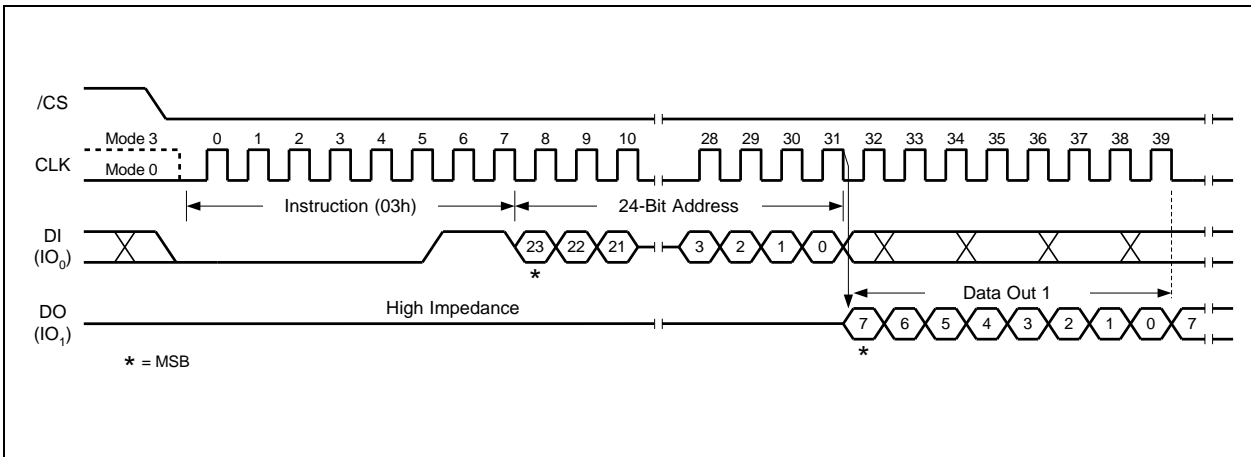 /CS
Mode 3 0 1 2 3 4 5 6 7 8 9 10 28 29 30 31 32 33 34 35 36 37 38 39
CLK
Mode 0
Instruction (03h) 24-Bit Address
DI
(IO0)
23 22 21 3 2 1 0
*
Data Out 1
High Impedance
DO
(IO1)
7 6 5 4 3 2 1 0 7
*
* = MSB